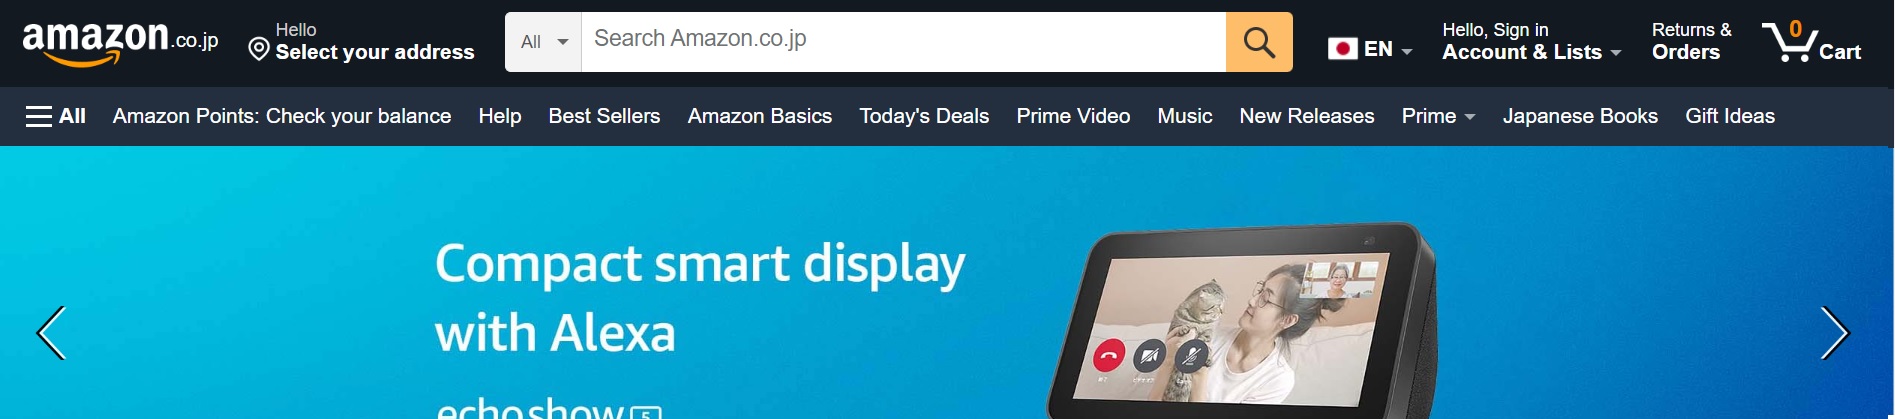 amazon.co.jp
Hello
Select your address
All
Search Amazon.co.jp
EN
Hello, Sign in
Account & Lists
Returns &
Orders
0
Cart
All Amazon Points: Check your balance Help Best Sellers Amazon Basics Today's Deals Prime Video Music New Releases Prime Japanese Books Gift Ideas
Compact smart display
with Alexa
echo show 5